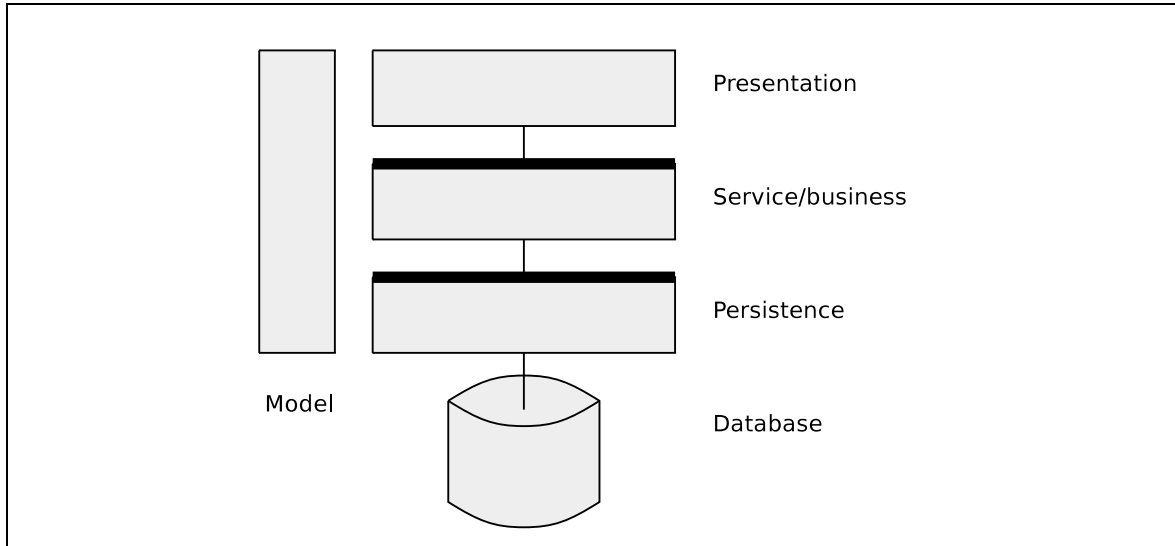 Presentation
Service/business
Persistence
Model
Database